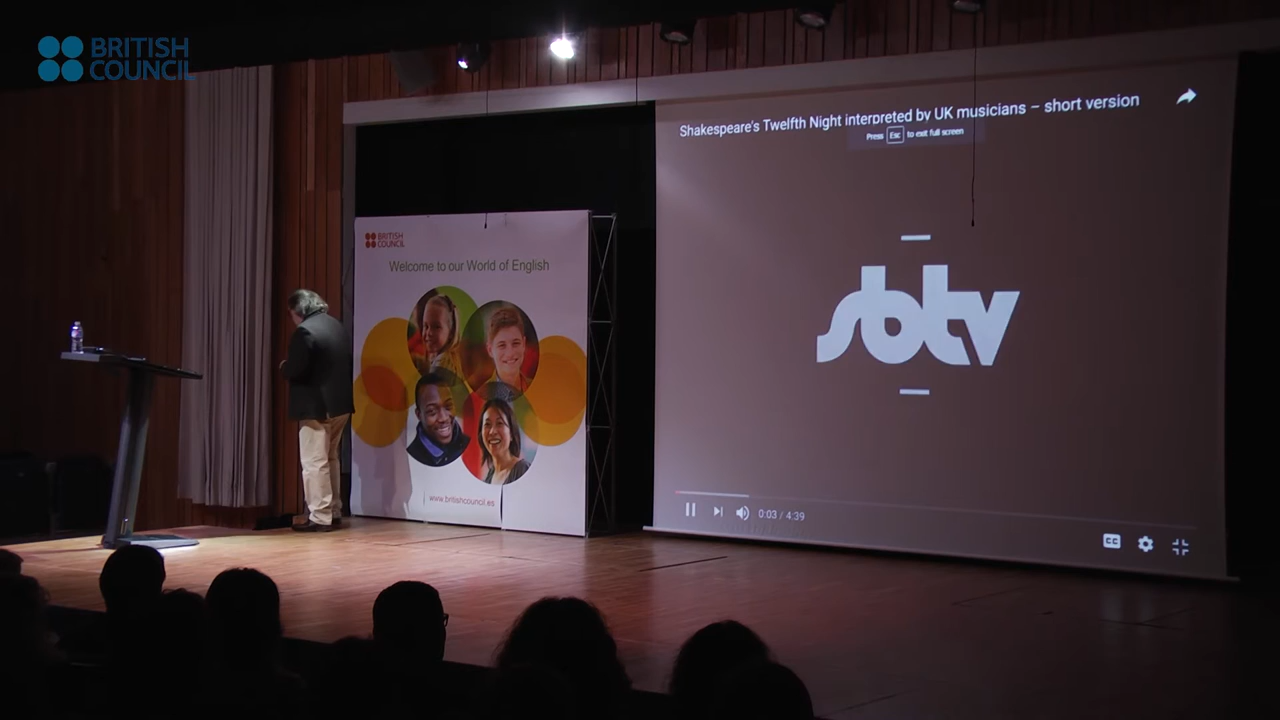 BRITISH
COUNCIL
BRITISH
COUNCIL
Welcome to our World of English
www.britishcouncil.es
Shakespeare's Twelfth Night interpreted by UK musicians – short version
Press Esc to exit full screen
sbtv
0:03 / 4:39
CC